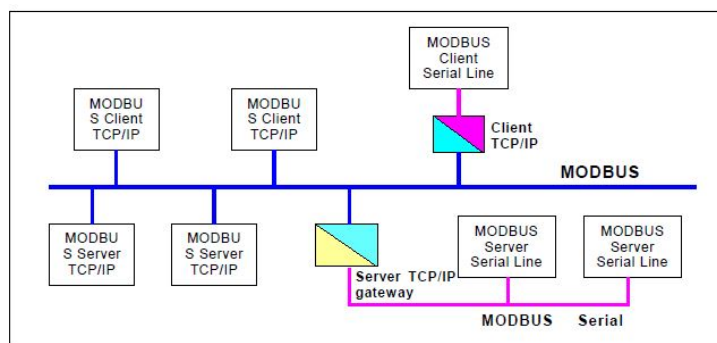 MODBUS
Client
Serial Line
MODBU
S Client
TCP/IP
MODBU
S Client
TCP/IP
Client
TCP/IP
MODBUS
MODBU
S Server
TCP/IP
MODBU
S Server
TCP/IP
Server TCP/IP
gateway
MODBUS
Server
Serial Line
MODBUS
Server
Serial Line
MODBUS Serial